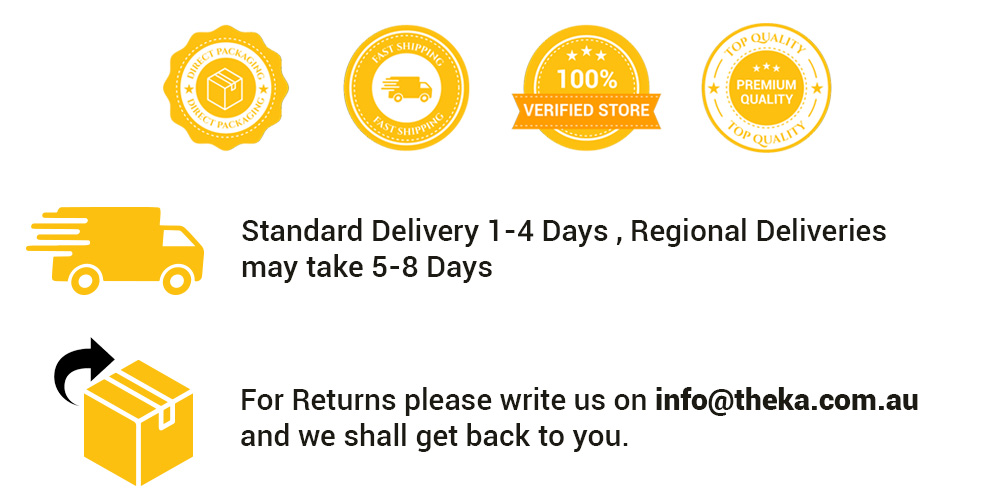 DIRECT PACKAGING
DIRECT PACKAGING
FAST SHIPPING
FAST SHIPPING
100%
VERIFIED STORE
TOP QUALITY
PREMIUM
QUALITY
TOP QUALITY
Standard Delivery 1-4 Days , Regional Deliveries
may take 5-8 Days
For Returns please write us on info@theka.com.au
and we shall get back to you.